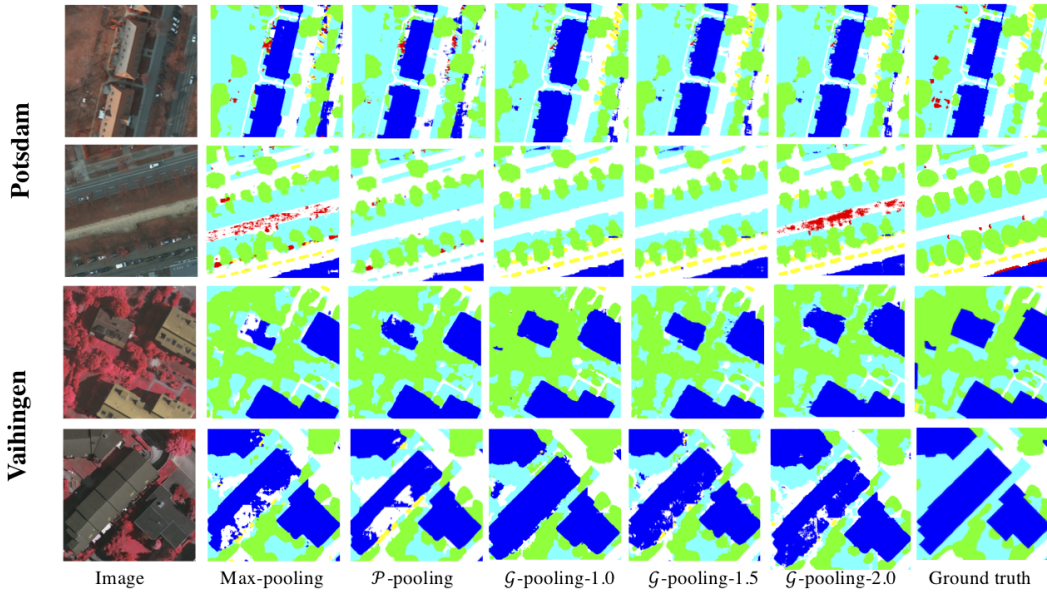 Potsdam
Vaihingen
Image Max-pooling 𝒫-pooling 𝒢-pooling-1.0 𝒢-pooling-1.5 𝒢-pooling-2.0 Ground truth